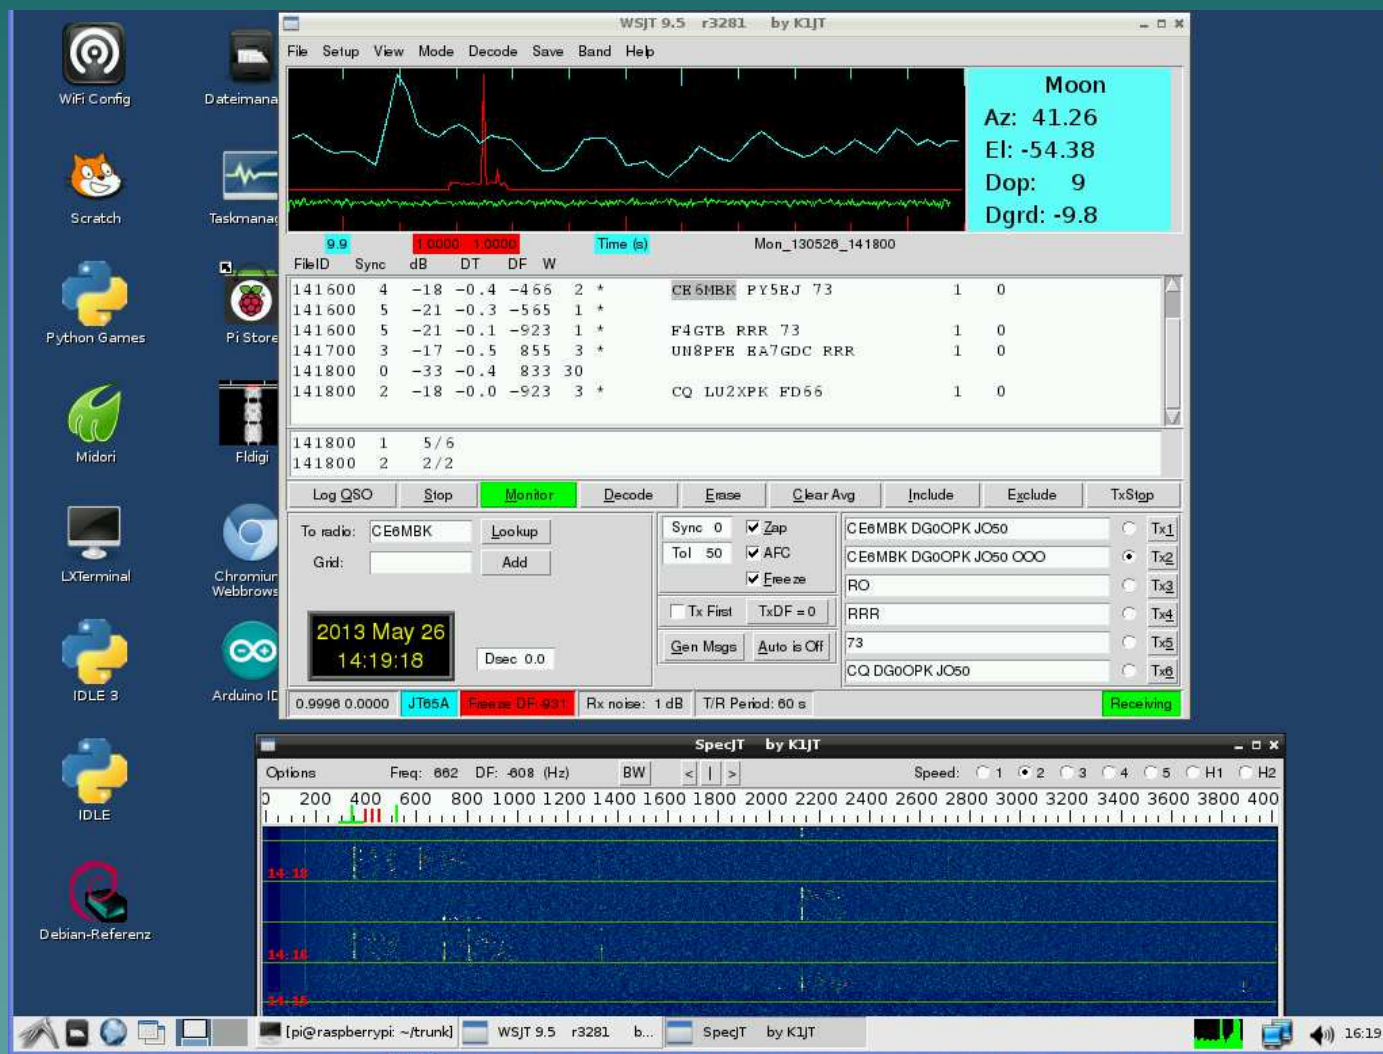 WiFi Config
Dateimana
Scratch
Taskmanag
Python Games
Pi Store
Midori
Fldigi
LXTerminal
Chromium
Webbrows
IDLE 3
Arduino ID
IDLE
Debian-Referenz
WSJT 9.5 r3281 by K1JT
File Setup View Mode Decode Save Band Help
Moon
Az: 41.26
El: -54.38
Dop: 9
Dgrd: -9.8
9.9 1.0000 1.0000 Time (s) Mon_130526_141800
FileID Sync dB DT DF W
141600 4 -18 -0.4 -466 2 * CE6MBK PY5EJ 73 1 0
141600 5 -21 -0.3 -565 1 *
141600 5 -21 -0.1 -923 1 * F4GTB RRR 73 1 0
141700 3 -17 -0.5 855 3 * UN8PFE EA7GDC RRR 1 0
141800 0 -33 -0.4 833 30
141800 2 -18 -0.0 -923 3 * CQ LU2XPK FD66 1 0
141800 1 5/6
141800 2 2/2
Log QSO Stop Monitor Decode Erase Clear Avg Include Exclude TxStop
To radio: CE6MBK Lookup
Grid: Add
2013 May 26
14:19:18
Dsec 0.0
Sync 0 Zap
Tol 50 AFC
Freeze
Tx First TxDF = 0
Gen Msgs Auto is Off
CE6MBK DG0OPK JO50 Tx1
CE6MBK DG0OPK JO50 OOO Tx2
RO Tx3
RRR Tx4
73 Tx5
CQ DG0OPK JO50 Tx6
0.9996 0.0000 JT65A Freeze DF:-931 Rx noise: 1 dB T/R Period: 60 s Receiving
SpecJT by K1JT
Options Freq: 662 DF: -608 (Hz) BW < | > Speed: 1 2 3 4 5 H1 H2
0 200 400 600 800 1000 1200 1400 1600 1800 2000 2200 2400 2600 2800 3000 3200 3400 3600 3800 400
14:18
14:16
14:15
[pi@raspberrypi: ~/trunk] WSJT 9.5 r3281 b... SpecJT by K1JT 16:19